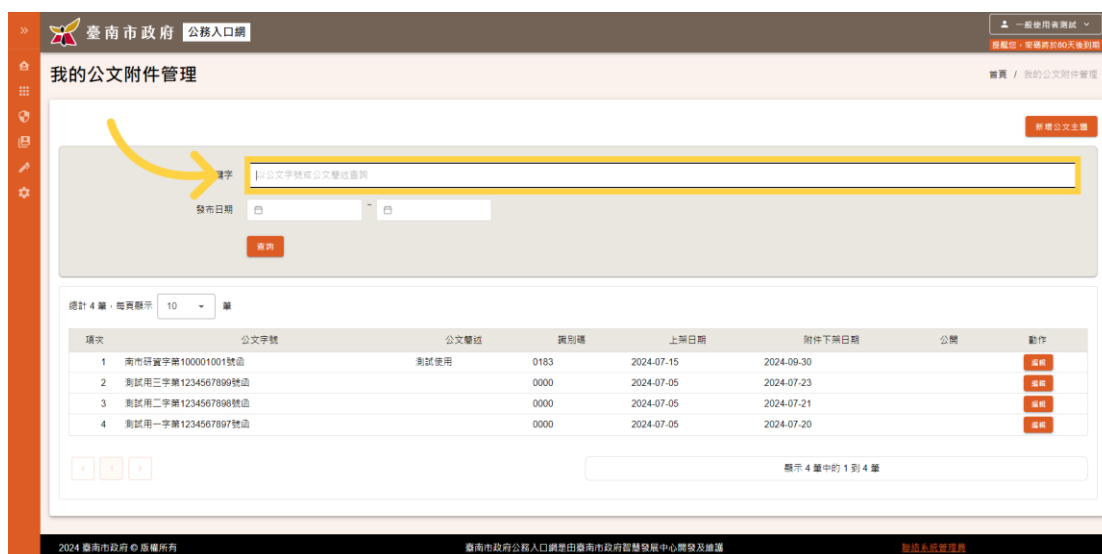 臺南市政府 公務入口網
一般使用者測試
提醒您，密碼將於80天後到期
我的公文附件管理
首頁 / 我的公文附件管理
新增公文主題
鍵字 以公文字號或公文簡述查詢
發布日期 ~
查詢
總計 4 筆，每頁顯示 10 筆
項次 公文字號 公文簡述 識別碼 上架日期 附件下架日期 公開 動作
1 南市研資字第100001001號函 測試使用 0183 2024-07-15 2024-09-30 編輯
2 測試用三字第1234567899號函 0000 2024-07-05 2024-07-23 編輯
3 測試用二字第1234567898號函 0000 2024-07-05 2024-07-21 編輯
4 測試用一字第1234567897號函 0000 2024-07-05 2024-07-20 編輯
‹ 1 ›
顯示 4 筆中的 1 到 4 筆
2024 臺南市政府 © 版權所有 臺南市政府公務入口網是由臺南市政府智慧發展中心開發及維護 聯絡系統管理員